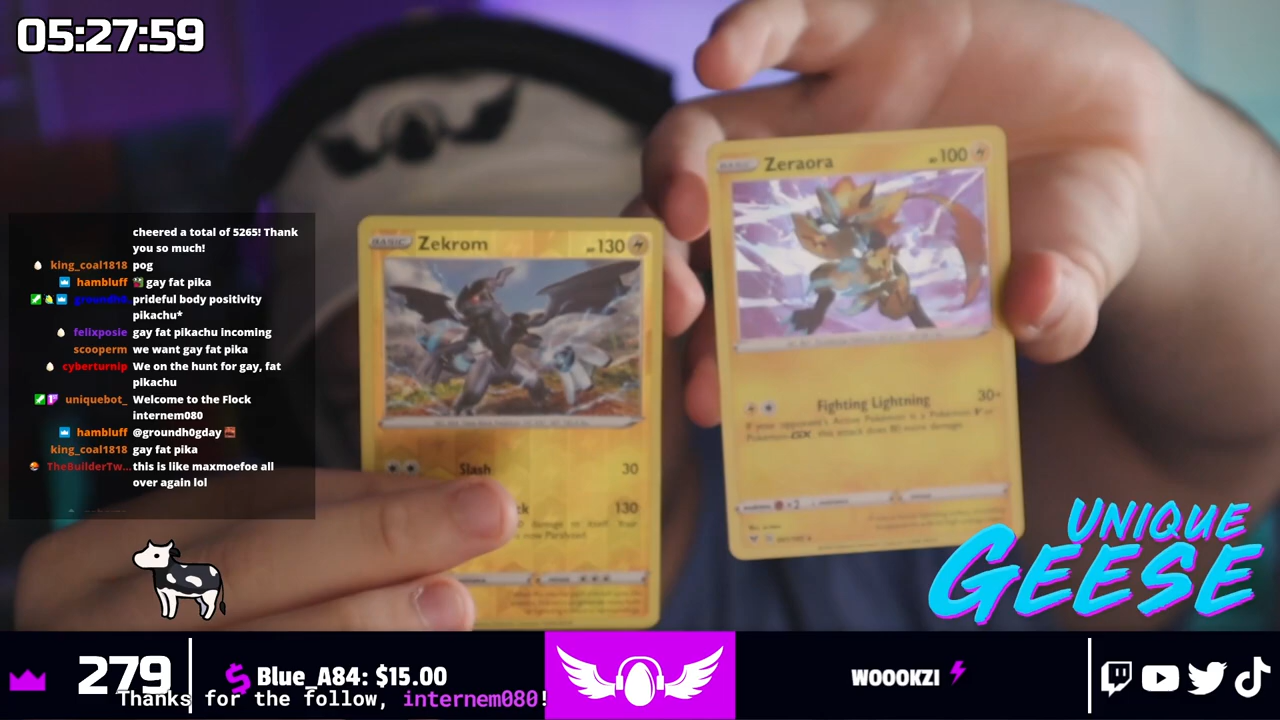 05:27:59
cheered a total of 5265! Thank
you so much!
king_coal1818 pog
hambluff gay fat pika
prideful body positivity
pikachu*
felixposie gay fat pikachu incoming
scooperm we want gay fat pika
cyberturnip We on the hunt for gay, fat
pikachu
uniquebot_ Welcome to the Flock
internem080
hambluff @groundh0gday
king_coal1818 gay fat pika
TheBuilderTw... this is like maxmoefoe all
over again lol
BASIC Zekrom 130
Slash 30
130
BASIC Zeraora 100
Fighting Lightning 30+
UNIQUE
GEESE
279
Blue_A84: $15.00
WOOOKZI
Thanks for the follow, internem080!